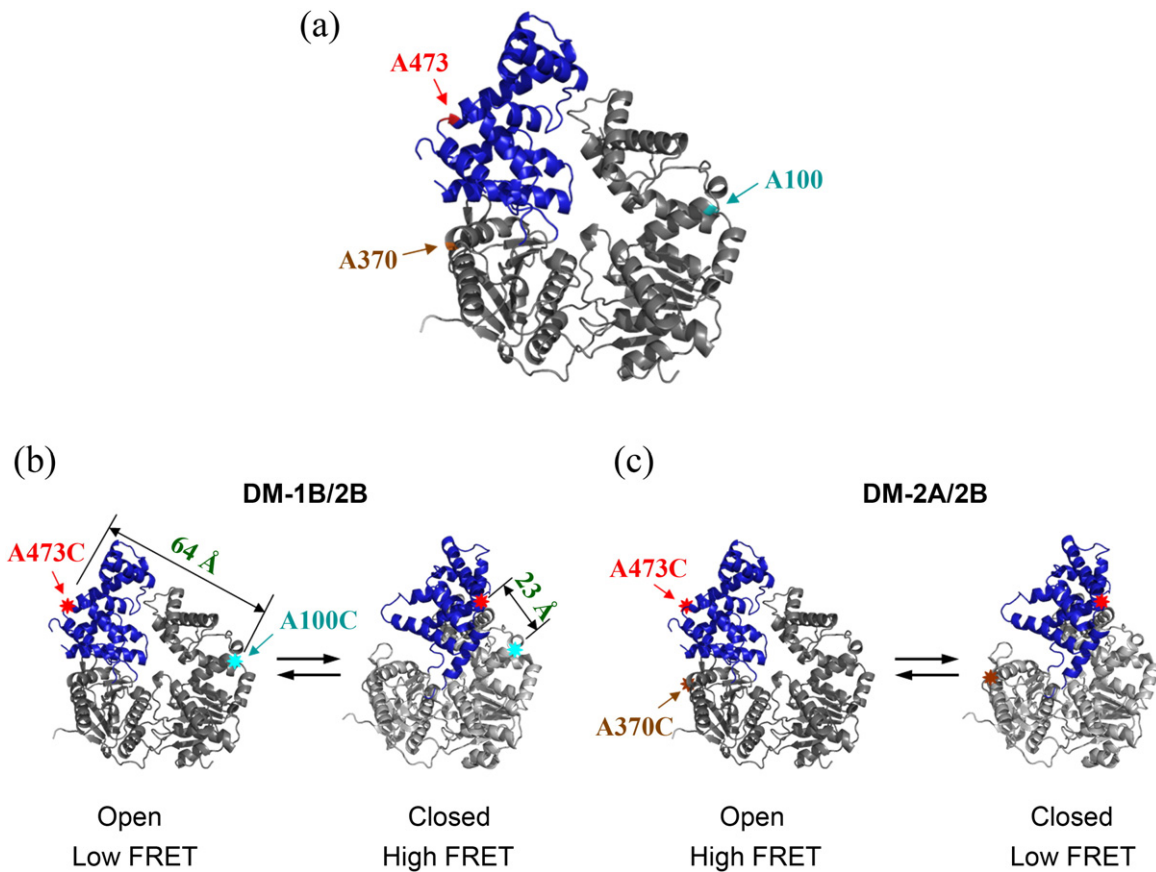 (a)
A473
A100
A370
(b)
DM-1B/2B
A473C
64 Å
A100C
23 Å
Open
Low FRET
Closed
High FRET
(c)
DM-2A/2B
A473C
A370C
Open
High FRET
Closed
Low FRET